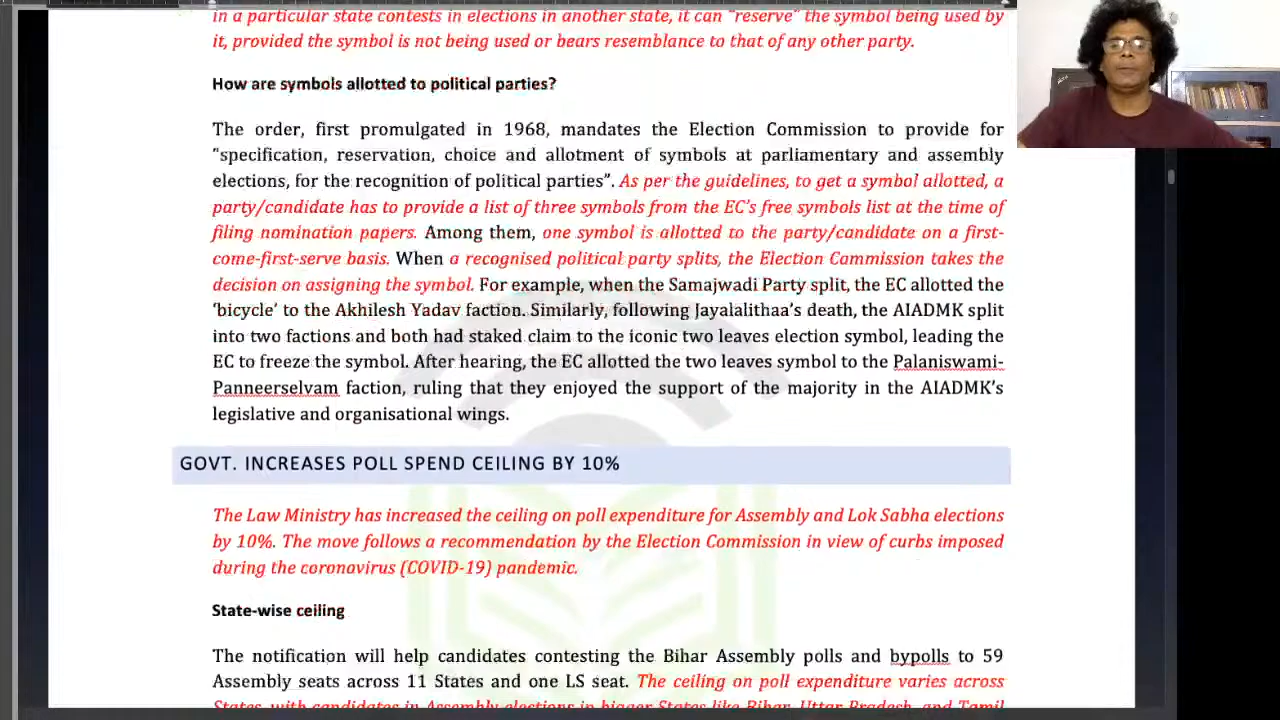 in a particular state contests in elections in another state, it can “reserve” the symbol being used by
it, provided the symbol is not being used or bears resemblance to that of any other party.
How are symbols allotted to political parties?
The order, first promulgated in 1968, mandates the Election Commission to provide for
“specification, reservation, choice and allotment of symbols at parliamentary and assembly
elections, for the recognition of political parties”. As per the guidelines, to get a symbol allotted, a
party/candidate has to provide a list of three symbols from the EC’s free symbols list at the time of
filing nomination papers. Among them, one symbol is allotted to the party/candidate on a first-
come-first-serve basis. When a recognised political party splits, the Election Commission takes the
decision on assigning the symbol. For example, when the Samajwadi Party split, the EC allotted the
‘bicycle’ to the Akhilesh Yadav faction. Similarly, following Jayalalithaa’s death, the AIADMK split
into two factions and both had staked claim to the iconic two leaves election symbol, leading the
EC to freeze the symbol. After hearing, the EC allotted the two leaves symbol to the Palaniswami-
Panneerselvam faction, ruling that they enjoyed the support of the majority in the AIADMK’s
legislative and organisational wings.
GOVT. INCREASES POLL SPEND CEILING BY 10%
The Law Ministry has increased the ceiling on poll expenditure for Assembly and Lok Sabha elections
by 10%. The move follows a recommendation by the Election Commission in view of curbs imposed
during the coronavirus (COVID-19) pandemic.
State-wise ceiling
The notification will help candidates contesting the Bihar Assembly polls and bypolls to 59
Assembly seats across 11 States and one LS seat. The ceiling on poll expenditure varies across
States, with candidates in Assembly elections in bigger States like Bihar, Uttar Pradesh, and Tamil